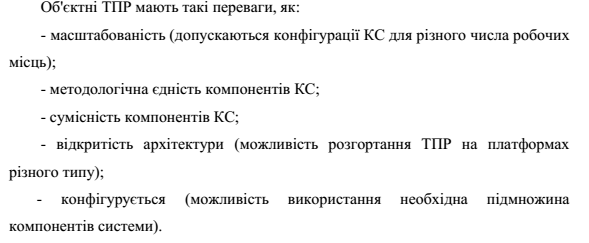 Об'єктні ТПР мають такі переваги, як:
- масштабованість (допускаються конфігурації КС для різного числа робочих
місць);
- методологічна єдність компонентів КС;
- сумісність компонентів КС;
- відкритість архітектури (можливість розгортання ТПР на платформах
різного типу);
- конфігурується (можливість використання необхідна підмножина
компонентів системи).